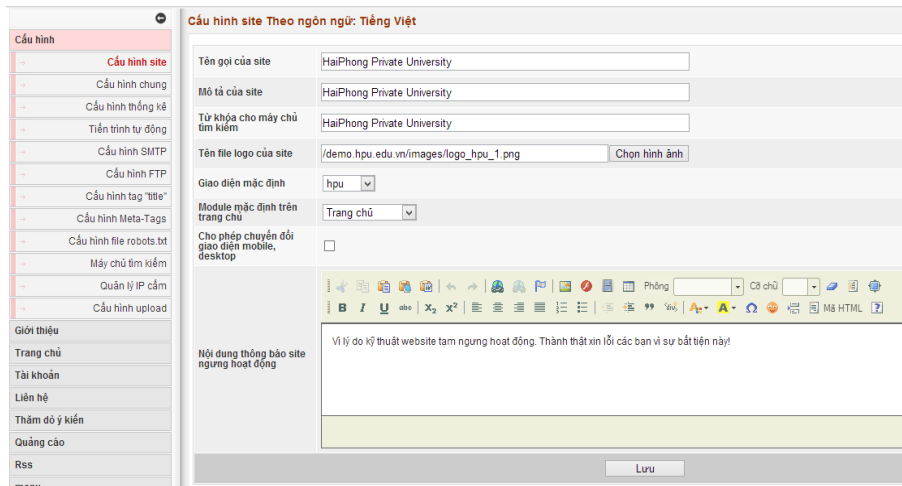 Cấu hình site Theo ngôn ngữ: Tiếng Việt
Cấu hình
Cấu hình site
Cấu hình chung
Cấu hình thống kê
Tiến trình tự động
Cấu hình SMTP
Cấu hình FTP
Cấu hình tag "title"
Cấu hình Meta-Tags
Cấu hình file robots.txt
Máy chủ tìm kiếm
Quản lý IP cấm
Cấu hình upload
Giới thiệu
Trang chủ
Tài khoản
Liên hệ
Thăm dò ý kiến
Quảng cáo
Rss
menu
Tên gọi của site
HaiPhong Private University
Mô tả của site
HaiPhong Private University
Từ khóa cho máy chủ
tìm kiếm
HaiPhong Private University
Tên file logo của site
/demo.hpu.edu.vn/images/logo_hpu_1.png
Chọn hình ảnh
Giao diện mặc định
hpu
Module mặc định trên
trang chủ
Trang chủ
Cho phép chuyển đổi
giao diện mobile,
desktop
Nội dung thông báo site
ngưng hoạt động
Phông
Cỡ chữ
B I U abc X₂ X²
Mã HTML
Vì lý do kỹ thuật website tạm ngưng hoạt động. Thành thật xin lỗi các bạn vì sự bất tiện này!
Lưu